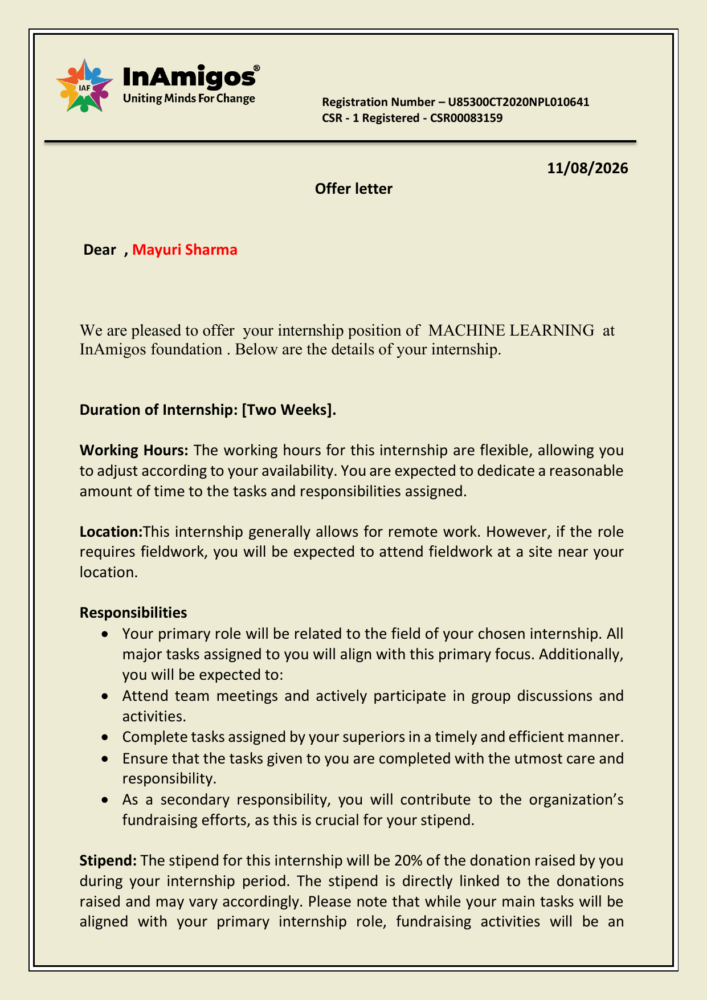 IAF
InAmigos®
Uniting Minds For Change
Registration Number – U85300CT2020NPL010641
CSR - 1 Registered - CSR00083159
11/08/2026
Offer letter
Dear , Mayuri Sharma
We are pleased to offer your internship position of MACHINE LEARNING at
InAmigos foundation . Below are the details of your internship.
Duration of Internship: [Two Weeks].
Working Hours: The working hours for this internship are flexible, allowing you
to adjust according to your availability. You are expected to dedicate a reasonable
amount of time to the tasks and responsibilities assigned.
Location:This internship generally allows for remote work. However, if the role
requires fieldwork, you will be expected to attend fieldwork at a site near your
location.
Responsibilities
• Your primary role will be related to the field of your chosen internship. All
major tasks assigned to you will align with this primary focus. Additionally,
you will be expected to:
• Attend team meetings and actively participate in group discussions and
activities.
• Complete tasks assigned by your superiors in a timely and efficient manner.
• Ensure that the tasks given to you are completed with the utmost care and
responsibility.
• As a secondary responsibility, you will contribute to the organization’s
fundraising efforts, as this is crucial for your stipend.
Stipend: The stipend for this internship will be 20% of the donation raised by you
during your internship period. The stipend is directly linked to the donations
raised and may vary accordingly. Please note that while your main tasks will be
aligned with your primary internship role, fundraising activities will be an